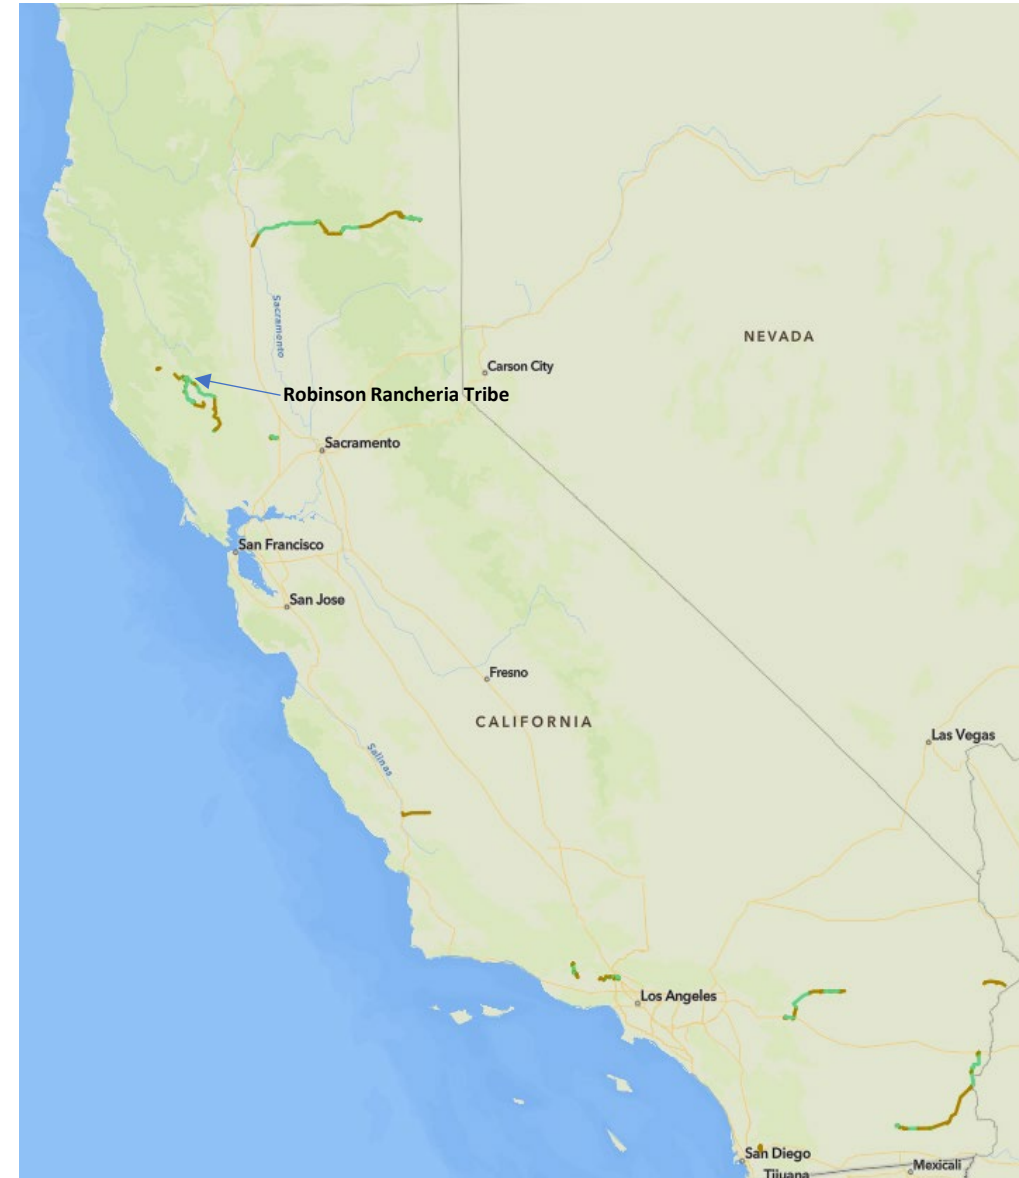 Sacramento
NEVADA
Carson City
Robinson Rancheria Tribe
Sacramento
San Francisco
San Jose
Fresno
CALIFORNIA
Las Vegas
Salinas
Los Angeles
San Diego
Tijuana
Mexicali